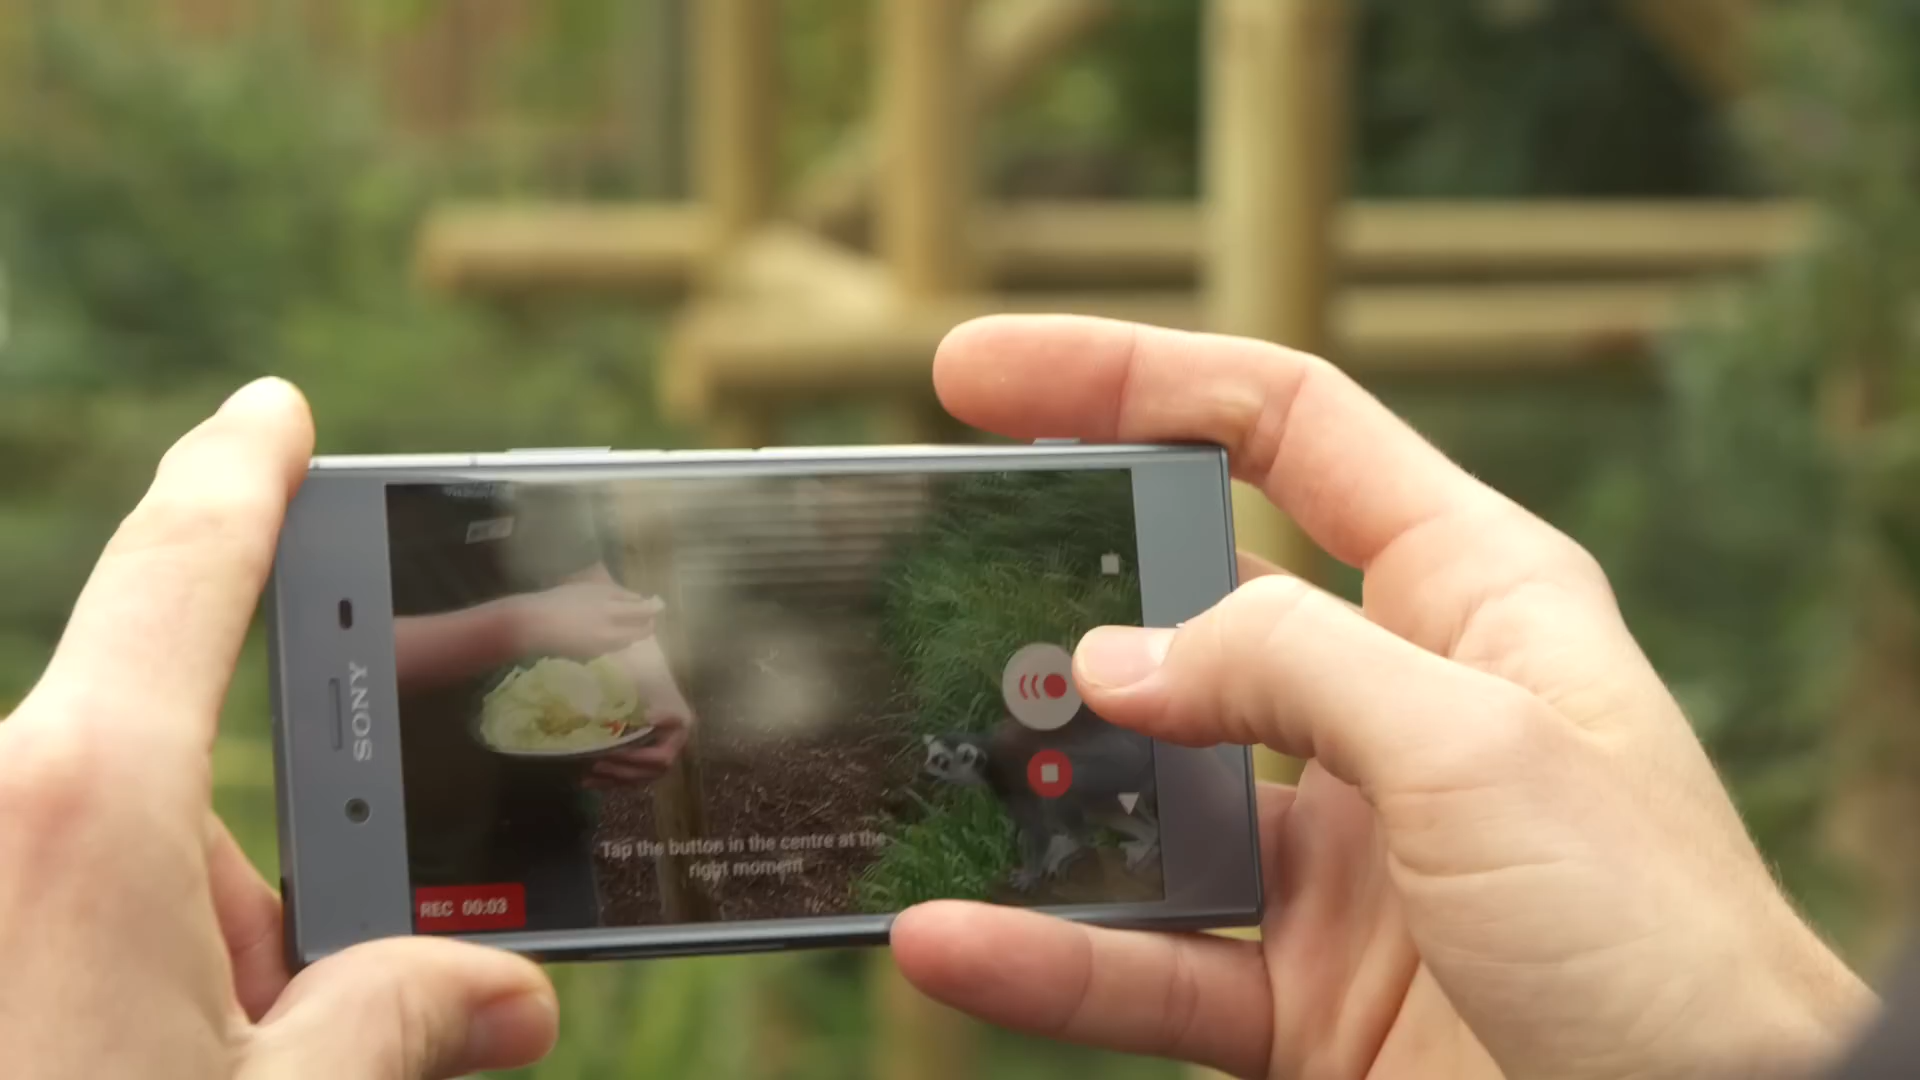 SONY
Tap the button in the centre at the
right moment
REC 00:03